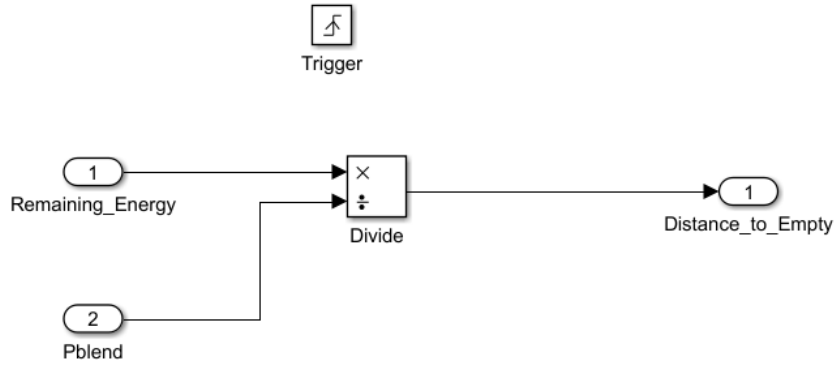 Trigger
1
Remaining_Energy
×
÷
Divide
1
Distance_to_Empty
2
Pblend